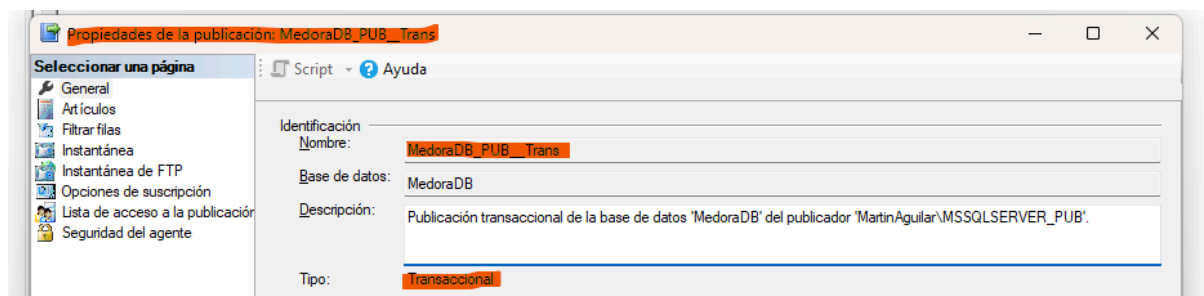 Propiedades de la publicación: MedoraDB_PUB__Trans
Seleccionar una página
Script
Ayuda
General
Artículos
Filtrar filas
Instantánea
Instantánea de FTP
Opciones de suscripción
Lista de acceso a la publicación
Seguridad del agente
Identificación
Nombre: MedoraDB_PUB__Trans
Base de datos: MedoraDB
Descripción: Publicación transaccional de la base de datos 'MedoraDB' del publicador 'MartinAguilar\MSSQLSERVER_PUB'.
Tipo: Transaccional